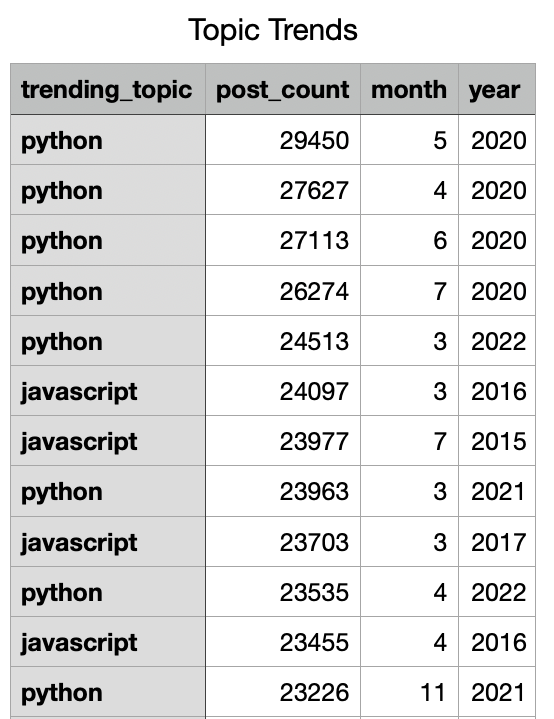 Topic Trends
trending_topic post_count month year
python 29450 5 2020
python 27627 4 2020
python 27113 6 2020
python 26274 7 2020
python 24513 3 2022
javascript 24097 3 2016
javascript 23977 7 2015
python 23963 3 2021
javascript 23703 3 2017
python 23535 4 2022
javascript 23455 4 2016
python 23226 11 2021